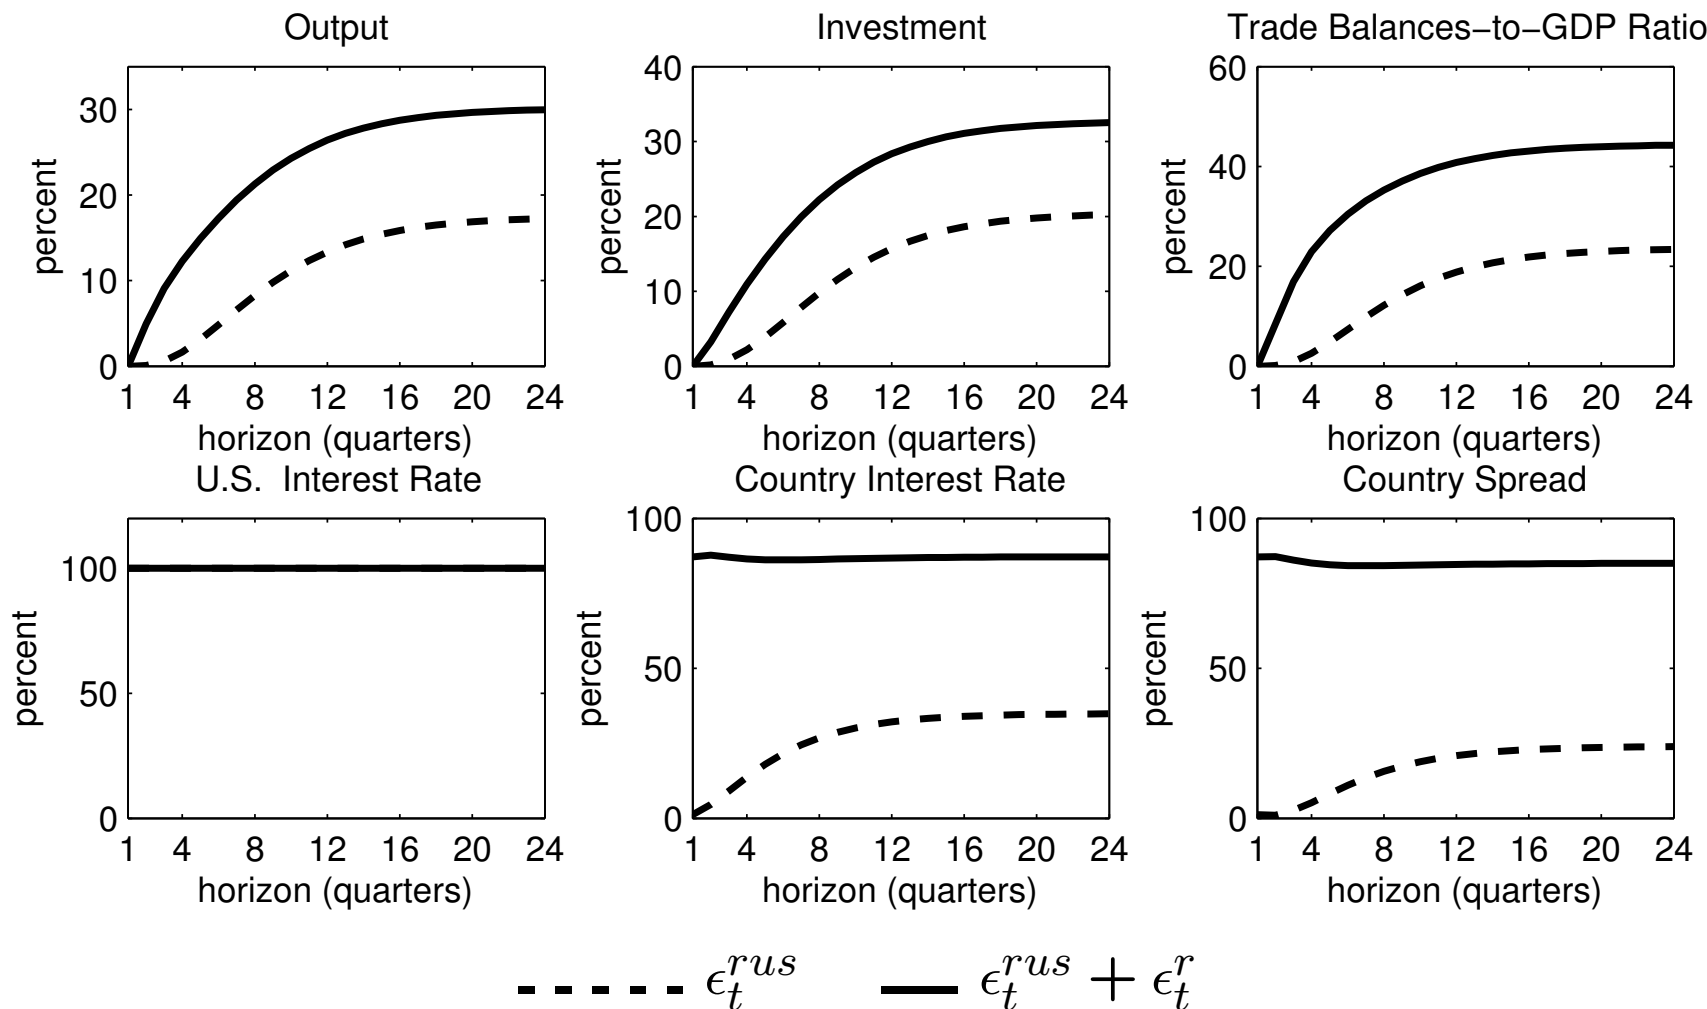 Output
percent
30
20
10
0
1 4 8 12 16 20 24
horizon (quarters)
Investment
percent
40
30
20
10
0
1 4 8 12 16 20 24
horizon (quarters)
Trade Balances−to−GDP Ratio
percent
60
40
20
0
1 4 8 12 16 20 24
horizon (quarters)
U.S.  Interest Rate
percent
100
50
0
1 4 8 12 16 20 24
horizon (quarters)
Country Interest Rate
percent
100
50
0
1 4 8 12 16 20 24
horizon (quarters)
Country Spread
percent
100
50
0
1 4 8 12 16 20 24
horizon (quarters)
ϵ_t^{rus} ϵ_t^{rus} + ϵ_t^r